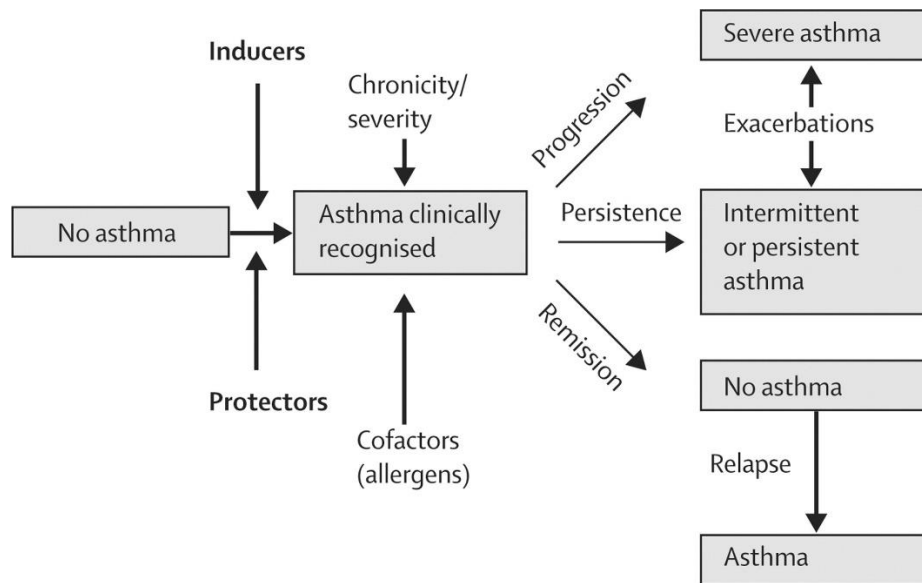 Inducers
Chronicity/
severity
No asthma
Asthma clinically
recognised
Protectors
Cofactors
(allergens)
Progression
Persistence
Remission
Severe asthma
Exacerbations
Intermittent
or persistent
asthma
No asthma
Relapse
Asthma